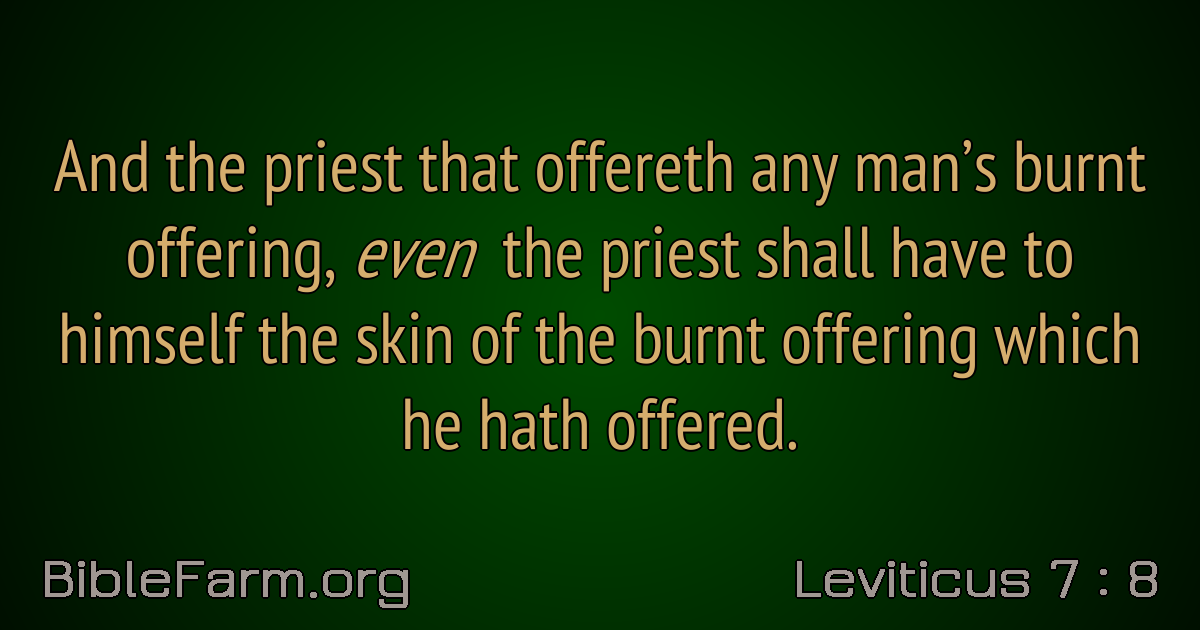 And the priest that offereth any man’s burnt
offering, even the priest shall have to
himself the skin of the burnt offering which
he hath offered.
BibleFarm.org
Leviticus 7 : 8